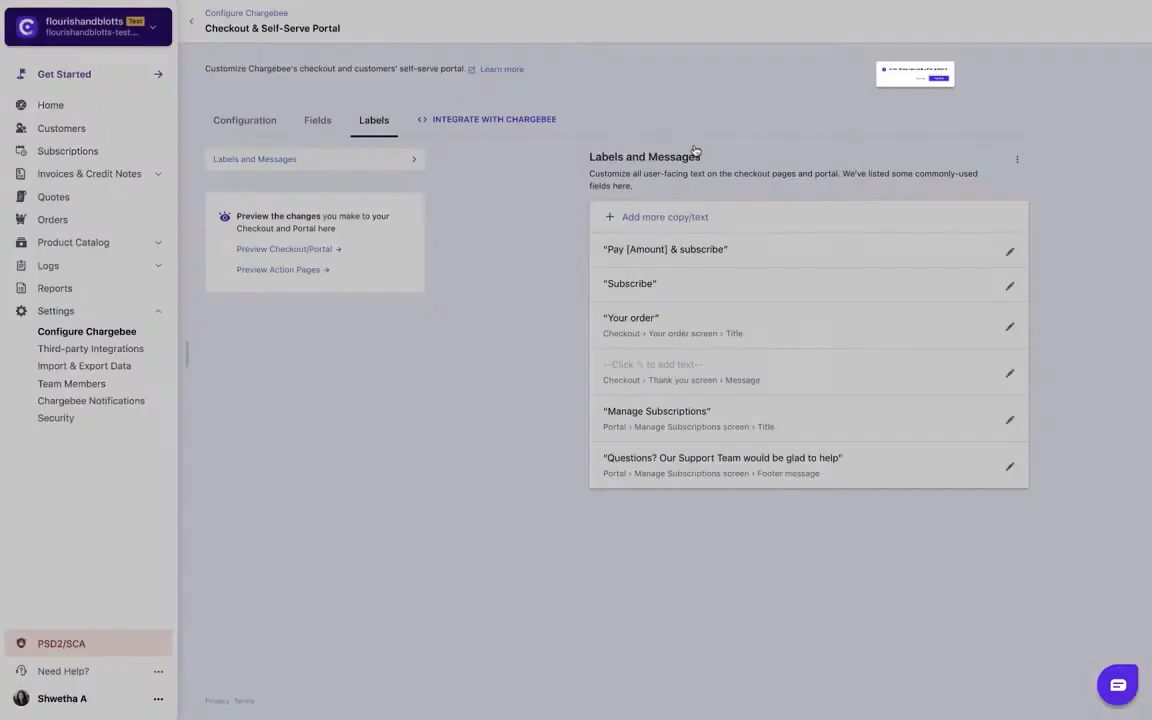 flourishandblotts Test
flourishandblotts-test....
Get Started
Home
Customers
Subscriptions
Invoices & Credit Notes
Quotes
Orders
Product Catalog
Logs
Reports
Settings
Configure Chargebee
Third-party Integrations
Import & Export Data
Team Members
Chargebee Notifications
Security
PSD2/SCA
Need Help?
Shwetha A
Configure Chargebee
Checkout & Self-Serve Portal
Customize Chargebee's checkout and customers' self-serve portal. Learn more
Configuration Fields Labels <> INTEGRATE WITH CHARGEBEE
Labels and Messages
Preview the changes you make to your
Checkout and Portal here
Preview Checkout/Portal →
Preview Action Pages →
Labels and Messages
Customize all user-facing text on the checkout pages and portal. We've listed some commonly-used
fields here.
+ Add more copy/text
"Pay [Amount] & subscribe"
"Subscribe"
"Your order"
Checkout › Your order screen › Title
--Click ✎ to add text--
Checkout › Thank you screen › Message
"Manage Subscriptions"
Portal › Manage Subscriptions screen › Title
"Questions? Our Support Team would be glad to help"
Portal › Manage Subscriptions screen › Footer message
Privacy Terms